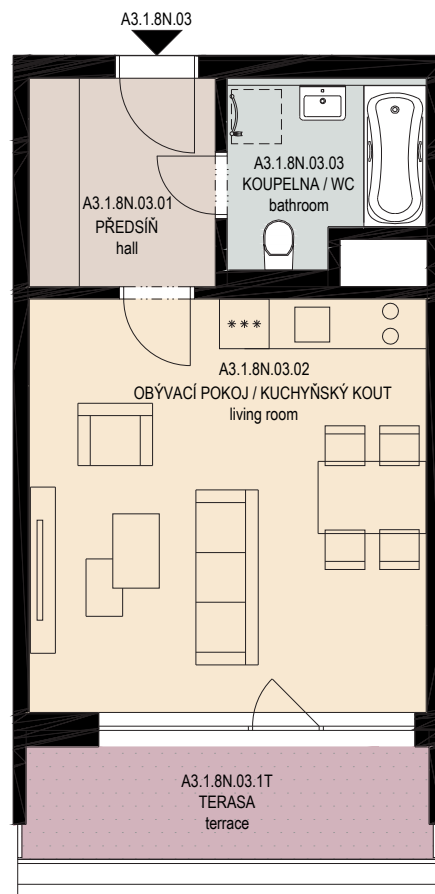 A3.1.8N.03
A3.1.8N.03.03
KOUPELNA / WC
bathroom
A3.1.8N.03.01
PŘEDSÍŇ
hall
***
A3.1.8N.03.02
OBÝVACÍ POKOJ / KUCHYŇSKÝ KOUT
living room
A3.1.8N.03.1T
TERASA
terrace